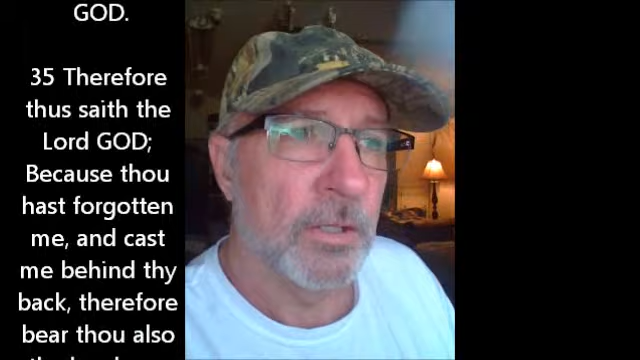 GOD.
35 Therefore
thus saith the
Lord GOD;
Because thou
hast forgotten
me, and cast
me behind thy
back, therefore
bear thou also